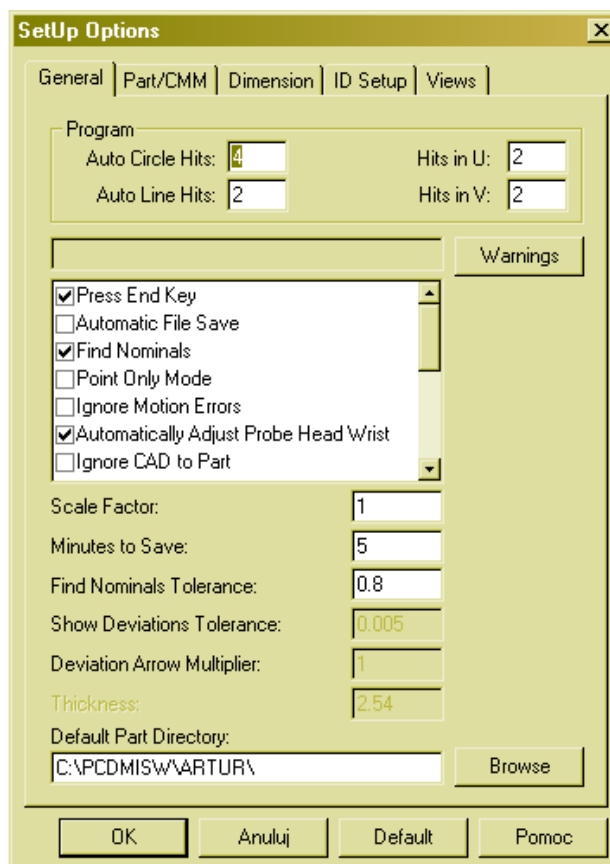 SetUp Options
General Part/CMM Dimension ID Setup Views
Program
Auto Circle Hits: 4 Hits in U: 2
Auto Line Hits: 2 Hits in V: 2
Warnings
Press End Key
Automatic File Save
Find Nominals
Point Only Mode
Ignore Motion Errors
Automatically Adjust Probe Head Wrist
Ignore CAD to Part
Scale Factor: 1
Minutes to Save: 5
Find Nominals Tolerance: 0.8
Show Deviations Tolerance: 0.005
Deviation Arrow Multiplier: 1
Thickness: 2.54
Default Part Directory:
C:\PCDMISW\ARTUR\ Browse
OK Anuluj Default Pomoc